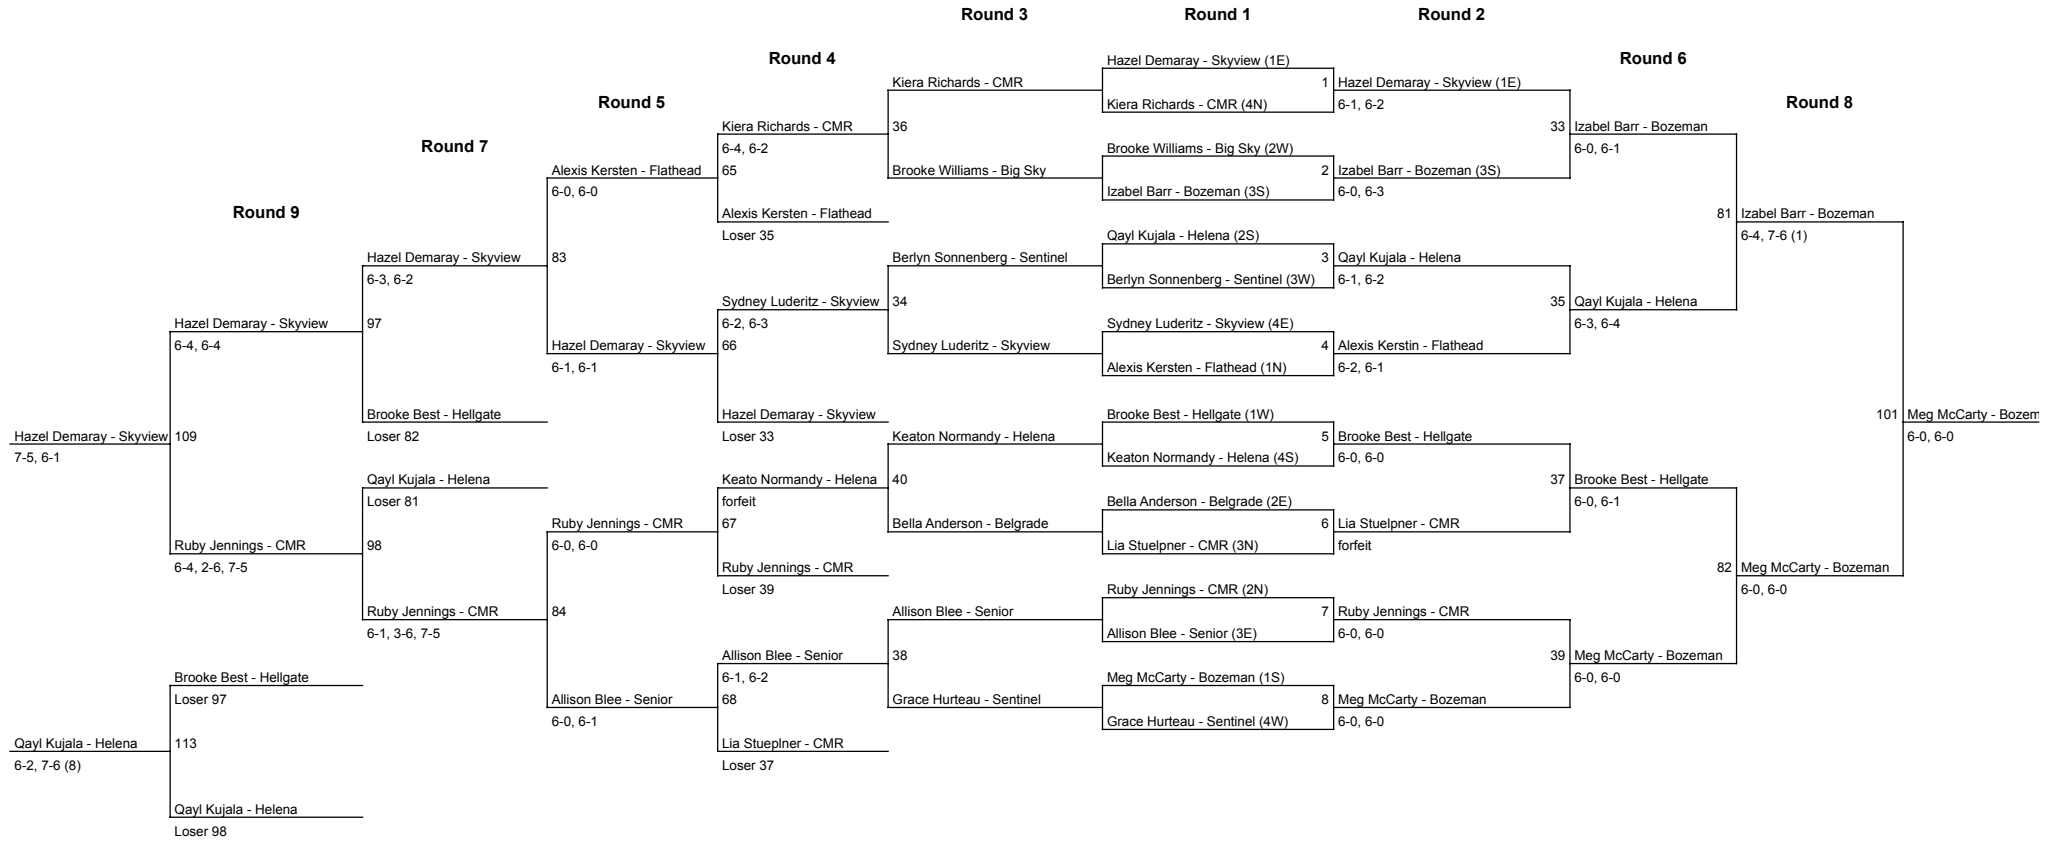 Round 3
Round 1
Round 2
Round 4
Round 6
Round 5
Round 8
Round 7
Round 9
Hazel Demaray - Skyview (1E)
Kiera Richards - CMR
1
Hazel Demaray - Skyview (1E)
Kiera Richards - CMR (4N)
6-1, 6-2
Kiera Richards - CMR
36
33
Izabel Barr - Bozeman
6-4, 6-2
Brooke Williams - Big Sky (2W)
6-0, 6-1
Alexis Kersten - Flathead
65
Brooke Williams - Big Sky
2
Izabel Barr - Bozeman (3S)
6-0, 6-0
Izabel Barr - Bozeman (3S)
6-0, 6-3
Alexis Kersten - Flathead
81
Izabel Barr - Bozeman
Loser 35
Qayl Kujala - Helena (2S)
6-4, 7-6 (1)
Hazel Demaray - Skyview
83
Berlyn Sonnenberg - Sentinel
3
Qayl Kujala - Helena
6-3, 6-2
Berlyn Sonnenberg - Sentinel (3W)
6-1, 6-2
Sydney Luderitz - Skyview
34
35
Qayl Kujala - Helena
Hazel Demaray - Skyview
97
6-2, 6-3
Sydney Luderitz - Skyview (4E)
6-3, 6-4
6-4, 6-4
Hazel Demaray - Skyview
66
Sydney Luderitz - Skyview
4
Alexis Kerstin - Flathead
6-1, 6-1
Alexis Kersten - Flathead (1N)
6-2, 6-1
Brooke Best - Hellgate
Hazel Demaray - Skyview
Brooke Best - Hellgate (1W)
101
Meg McCarty - Bozem
Hazel Demaray - Skyview
109
Loser 82
Loser 33
Keaton Normandy - Helena
5
Brooke Best - Hellgate
6-0, 6-0
7-5, 6-1
Keaton Normandy - Helena (4S)
6-0, 6-0
Qayl Kujala - Helena
Keato Normandy - Helena
40
37
Brooke Best - Hellgate
Loser 81
forfeit
Bella Anderson - Belgrade (2E)
6-0, 6-1
Ruby Jennings - CMR
67
Bella Anderson - Belgrade
6
Lia Stuelpner - CMR
Ruby Jennings - CMR
98
6-0, 6-0
Lia Stuelpner - CMR (3N)
forfeit
6-4, 2-6, 7-5
Ruby Jennings - CMR
82
Meg McCarty - Bozeman
Loser 39
Ruby Jennings - CMR (2N)
6-0, 6-0
Ruby Jennings - CMR
84
Allison Blee - Senior
7
Ruby Jennings - CMR
6-1, 3-6, 7-5
Allison Blee - Senior (3E)
6-0, 6-0
Allison Blee - Senior
38
39
Meg McCarty - Bozeman
Brooke Best - Hellgate
6-1, 6-2
Meg McCarty - Bozeman (1S)
6-0, 6-0
Loser 97
Allison Blee - Senior
68
Grace Hurteau - Sentinel
8
Meg McCarty - Bozeman
6-0, 6-1
Grace Hurteau - Sentinel (4W)
6-0, 6-0
Qayl Kujala - Helena
113
Lia Stueplner - CMR
6-2, 7-6 (8)
Loser 37
Qayl Kujala - Helena
Loser 98